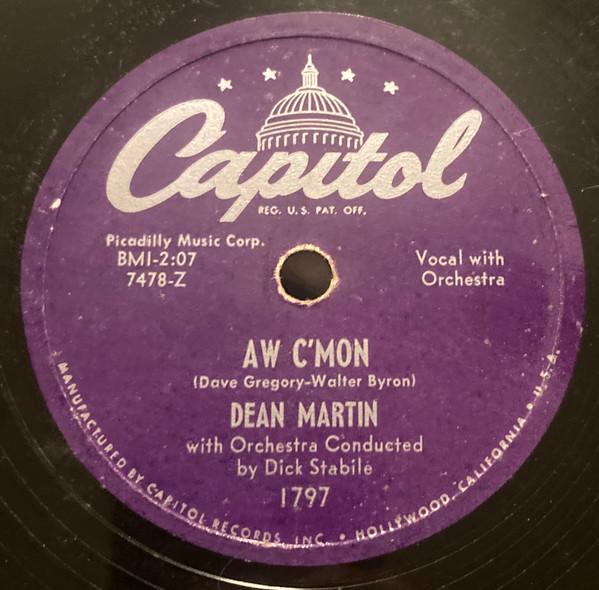 Capitol
REG. U.S. PAT. OFF.
Picadilly Music Corp.
BMI-2:07
7478-Z
Vocal with
Orchestra
AW C'MON
(Dave Gregory-Walter Byron)
DEAN MARTIN
with Orchestra Conducted
by Dick Stabile
1797
MANUFACTURED BY CAPITOL RECORDS, INC. • HOLLYWOOD, CALIFORNIA • U.S.A.